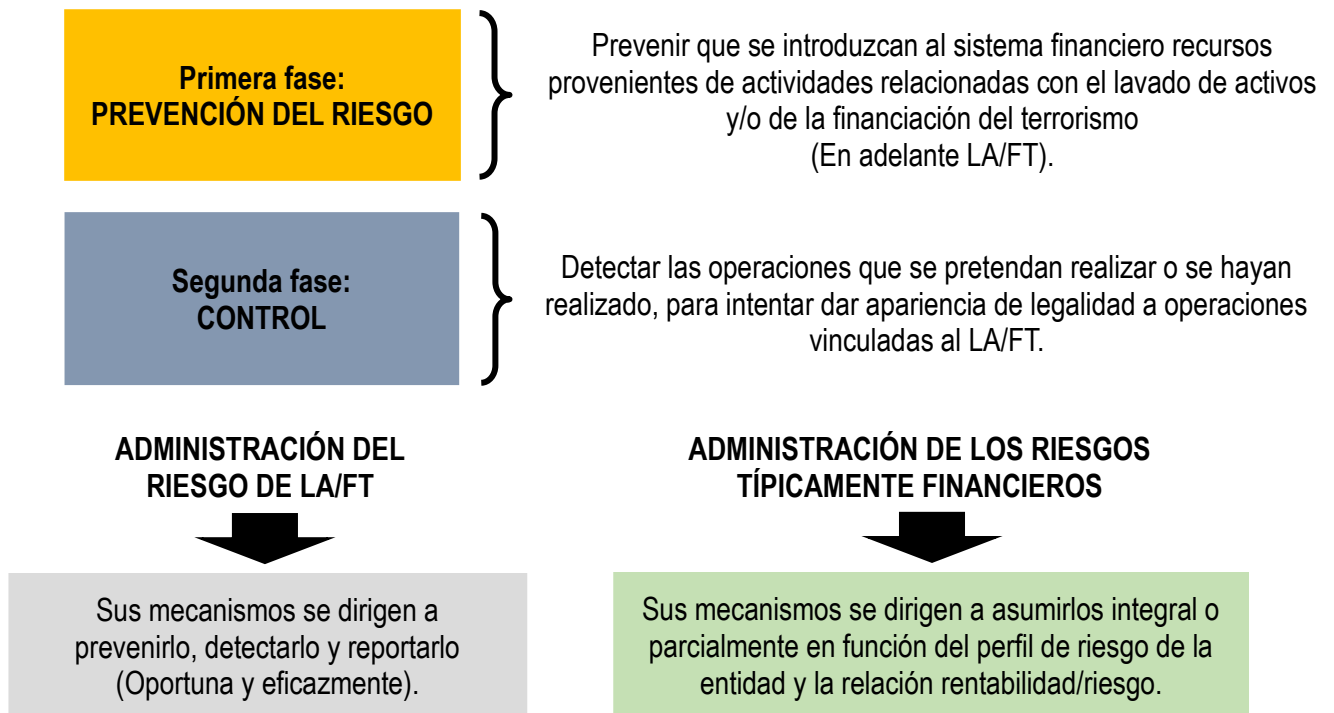 Primera fase:
PREVENCIÓN DEL RIESGO
Prevenir que se introduzcan al sistema financiero recursos
provenientes de actividades relacionadas con el lavado de activos
y/o de la financiación del terrorismo
(En adelante LA/FT).
Segunda fase:
CONTROL
Detectar las operaciones que se pretendan realizar o se hayan
realizado, para intentar dar apariencia de legalidad a operaciones
vinculadas al LA/FT.
ADMINISTRACIÓN DEL
RIESGO DE LA/FT
Sus mecanismos se dirigen a
prevenirlo, detectarlo y reportarlo
(Oportuna y eficazmente).
ADMINISTRACIÓN DE LOS RIESGOS
TÍPICAMENTE FINANCIEROS
Sus mecanismos se dirigen a asumirlos integral o
parcialmente en función del perfil de riesgo de la
entidad y la relación rentabilidad/riesgo.